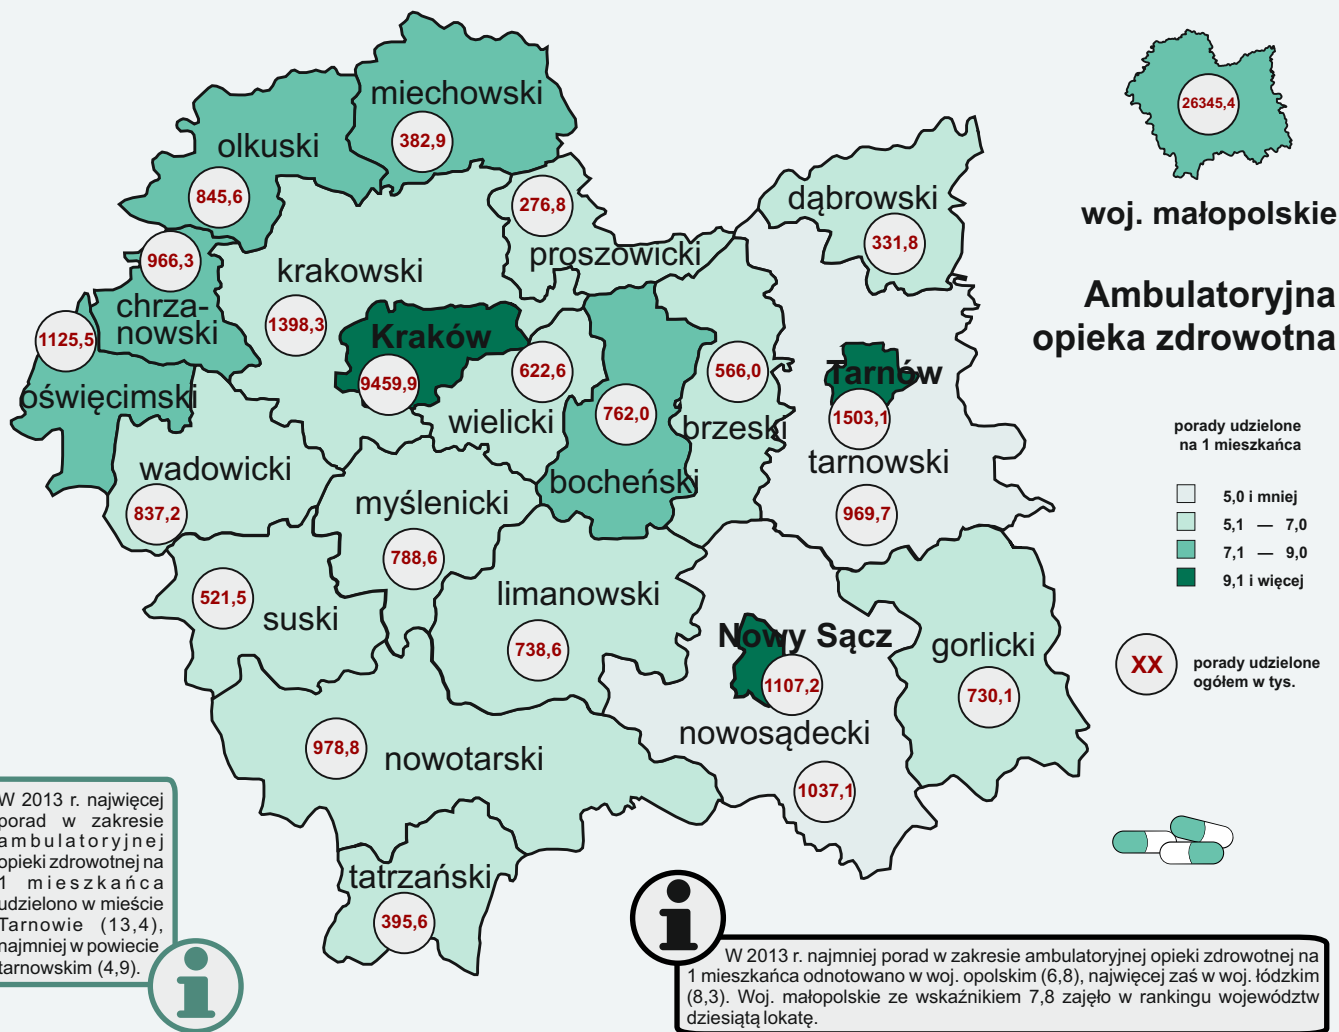 miechowski
382,9
olkuski
845,6
26345,4
woj. małopolskie
Ambulatoryjna
opieka zdrowotna
276,8
proszowicki
dąbrowski
331,8
966,3
chrza-
nowski
krakowski
1398,3
1125,5
oświęcimski
Kraków
9459,9
622,6
wielicki
762,0
bocheński
566,0
brzeski
Tarnów
1503,1
tarnowski
969,7
porady udzielone
na 1 mieszkańca
5,0 i mniej
5,1 — 7,0
7,1 — 9,0
9,1 i więcej
XX
porady udzielone
ogółem w tys.
wadowicki
837,2
myślenicki
788,6
521,5
suski
limanowski
738,6
Nowy Sącz
1107,2
nowosądecki
1037,1
gorlicki
730,1
978,8
nowotarski
tatrzański
395,6
W 2013 r. najwięcej
porad w zakresie
ambulatoryjnej
opieki zdrowotnej na
1 mieszkańca
udzielono w mieście
Tarnowie (13,4),
najmniej w powiecie
tarnowskim (4,9).
i
i
W 2013 r. najmniej porad w zakresie ambulatoryjnej opieki zdrowotnej na
1 mieszkańca odnotowano w woj. opolskim (6,8), najwięcej zaś w woj. łódzkim
(8,3). Woj. małopolskie ze wskaźnikiem 7,8 zajęło w rankingu województw
dziesiątą lokatę.